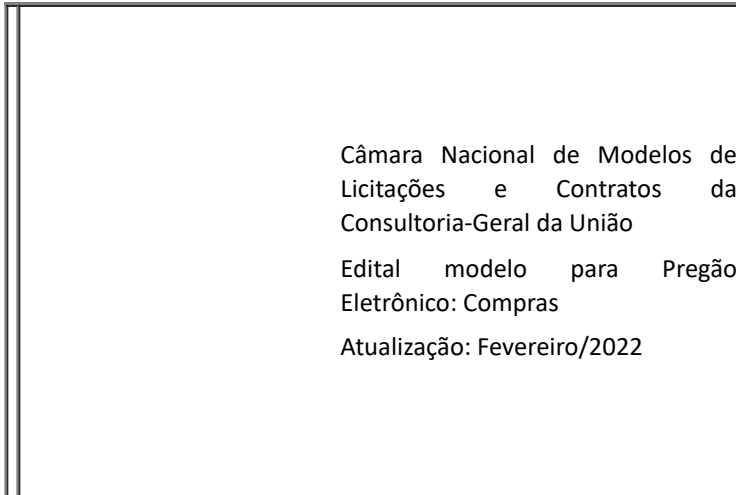 Câmara Nacional de Modelos de
Licitações e Contratos da
Consultoria-Geral da União
Edital modelo para Pregão
Eletrônico: Compras
Atualização: Fevereiro/2022